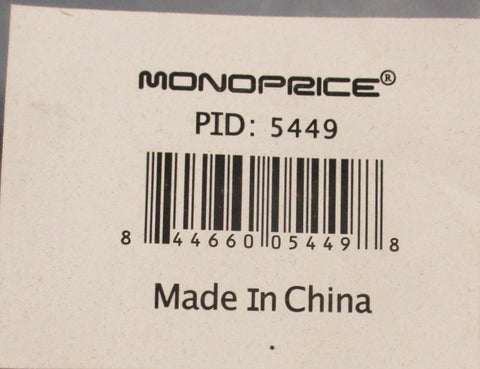 MONOPRICE®
PID: 5449
8 44660 05449 8
Made In China